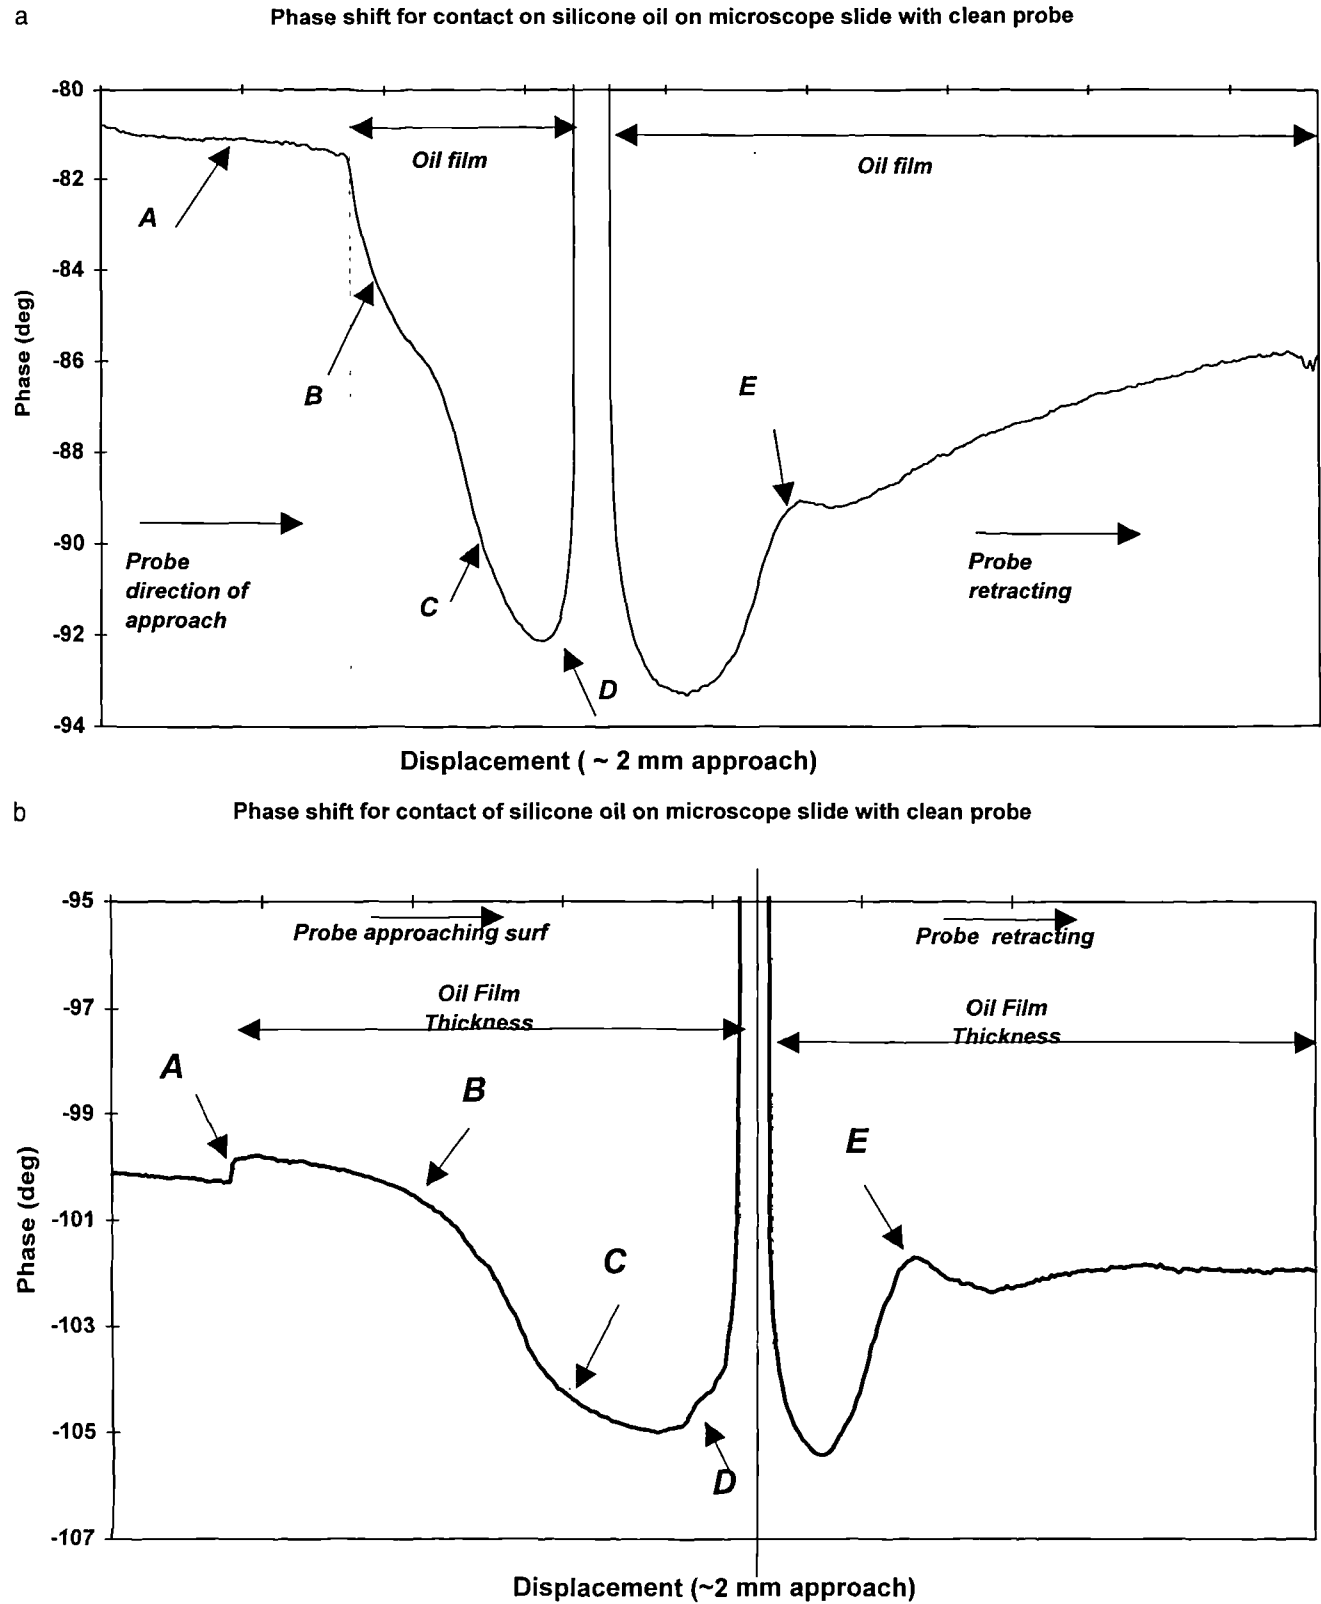 a
Phase shift for contact on silicone oil on microscope slide with clean probe
-80
-82
-84
-86
-88
-90
-92
-94
Phase (deg)
Oil film
Oil film
A
B
C
D
E
Probe
direction of
approach
Probe
retracting
Displacement ( ~ 2 mm approach)
b
Phase shift for contact of silicone oil on microscope slide with clean probe
-95
-97
-99
-101
-103
-105
-107
Phase (deg)
Probe approaching surf
Probe retracting
Oil Film
Thickness
Oil Film
Thickness
A
B
C
D
E
Displacement (~2 mm approach)